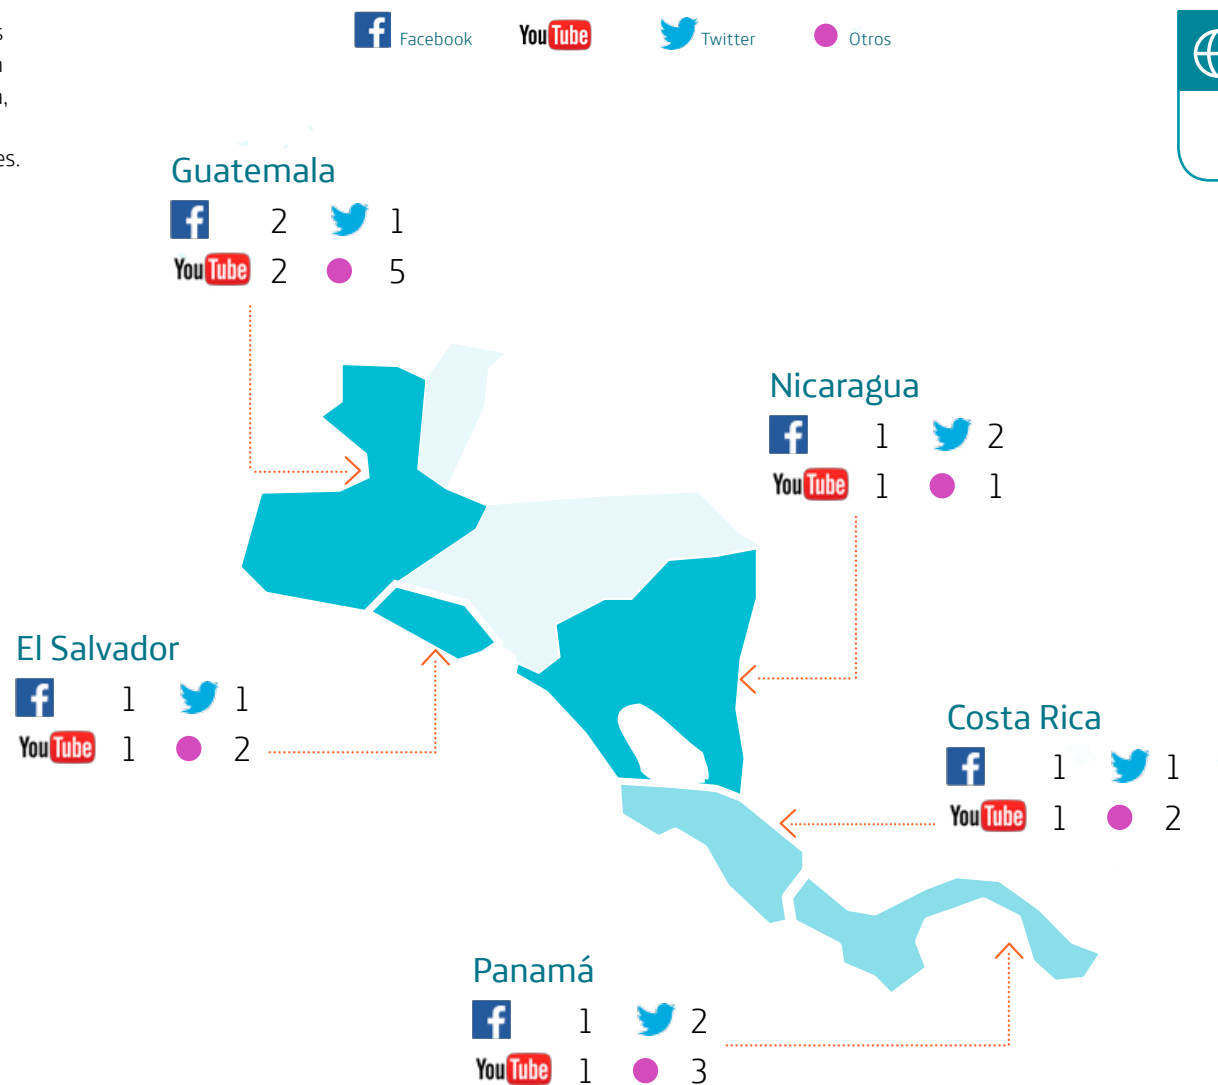 s
a
a,
es.
Facebook YouTube Twitter Otros
Guatemala
2 1
YouTube 2 5
Nicaragua
1 2
YouTube 1 1
El Salvador
1 1
YouTube 1 2
Costa Rica
1 1
YouTube 1 2
Panamá
1 2
YouTube 1 3